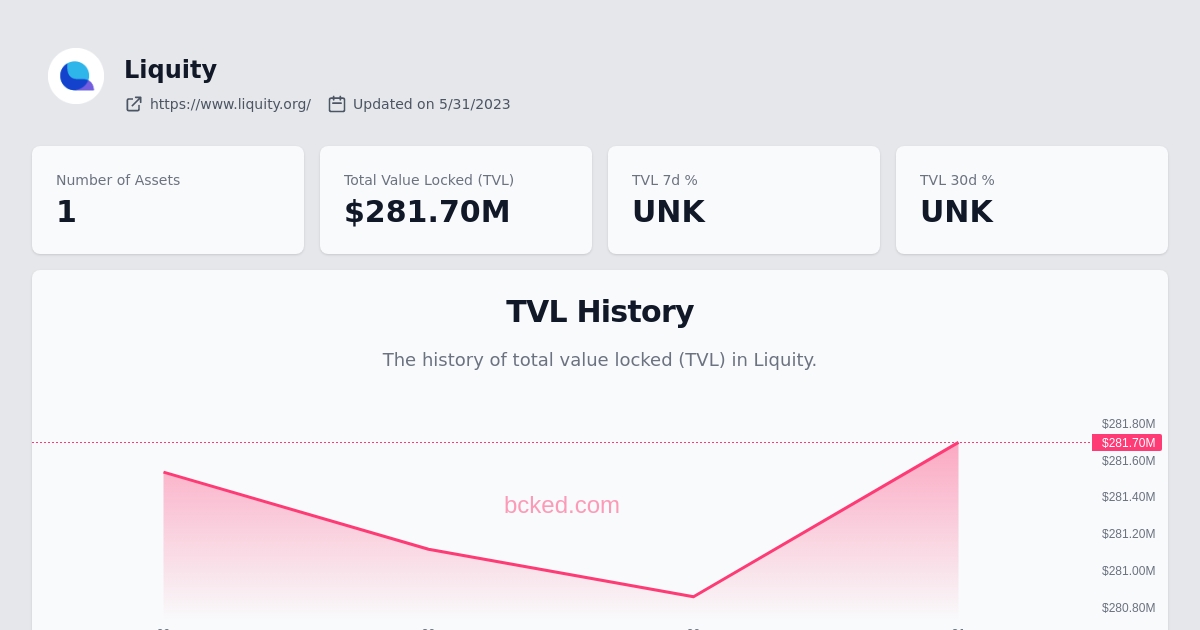 Liquity
https://www.liquity.org/ Updated on 5/31/2023
Number of Assets
1
Total Value Locked (TVL)
$281.70M
TVL 7d %
UNK
TVL 30d %
UNK
TVL History
The history of total value locked (TVL) in Liquity.
$281.80M
$281.70M
$281.60M
bcked.com
$281.40M
$281.20M
$281.00M
$280.80M